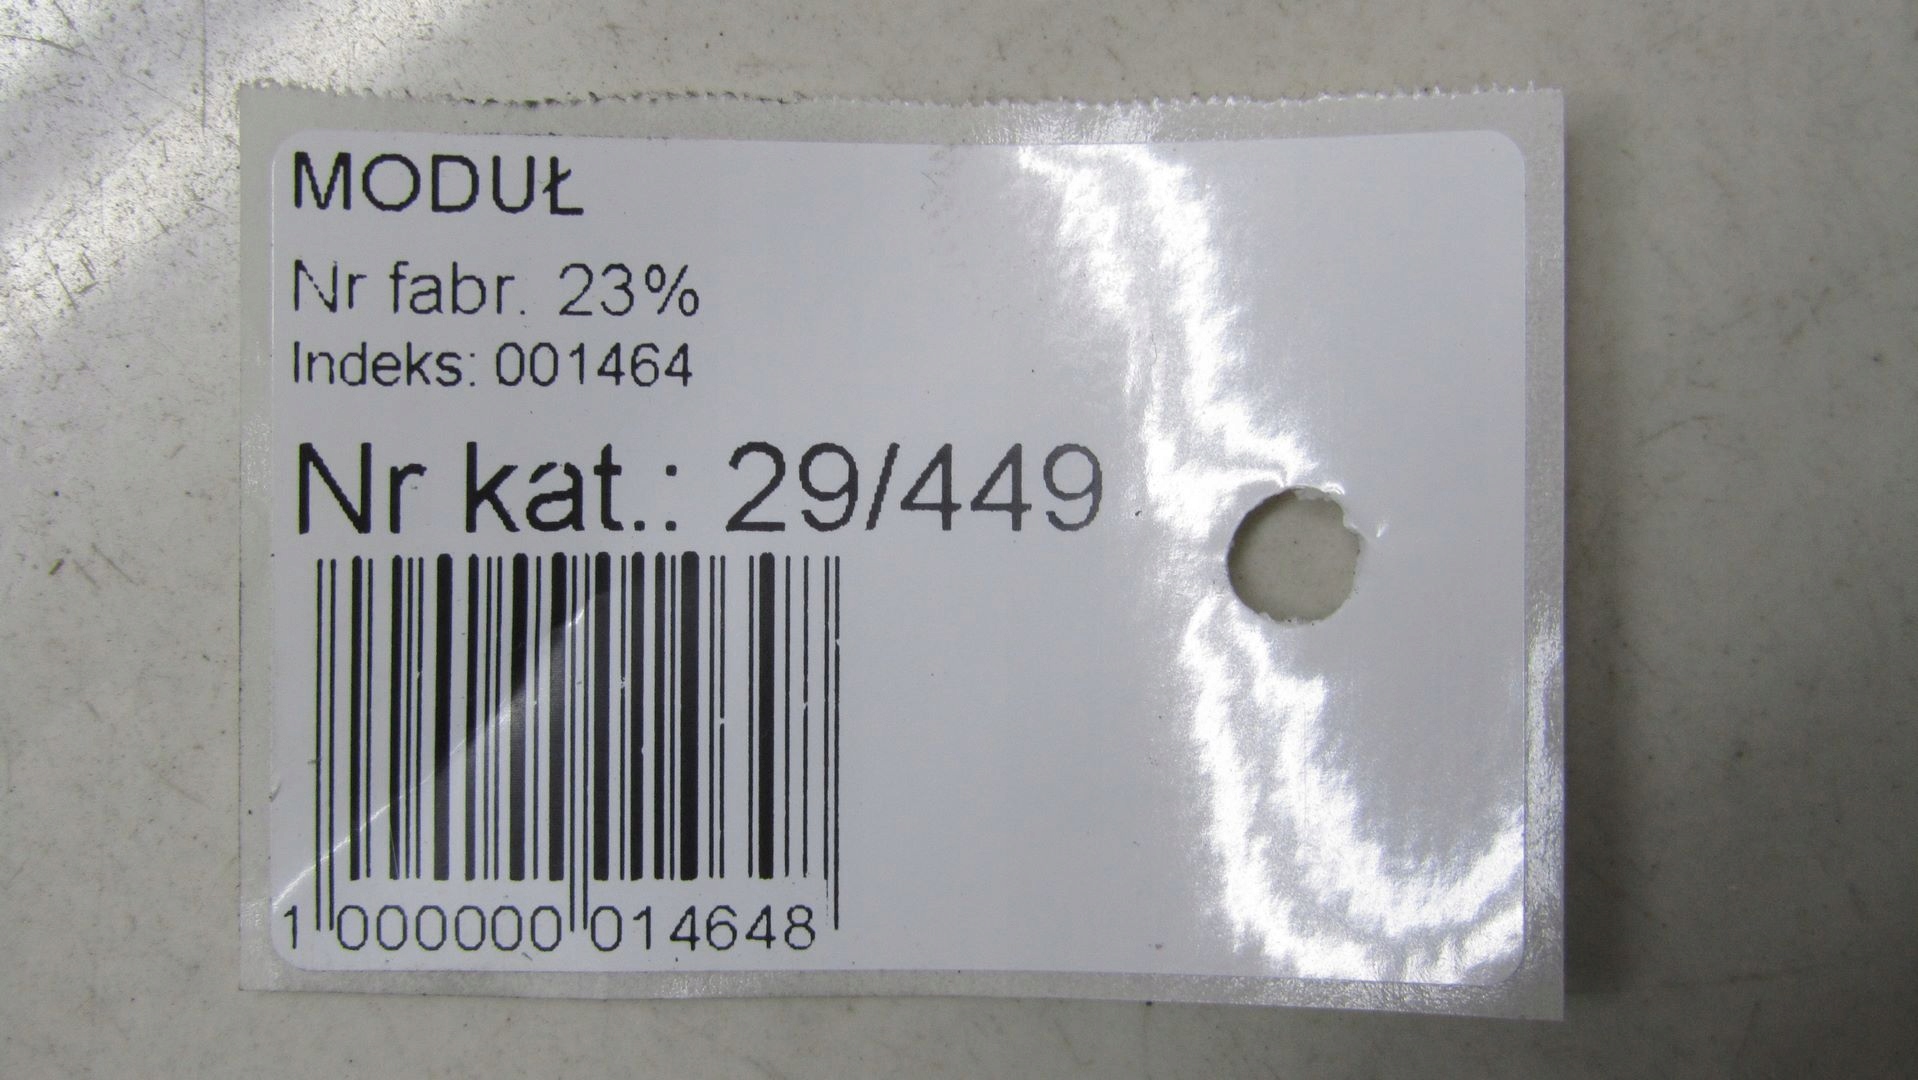 MODUŁ
Nr fabr. 23%
Indeks: 001464
Nr kat.: 29/449
1 000000 014648